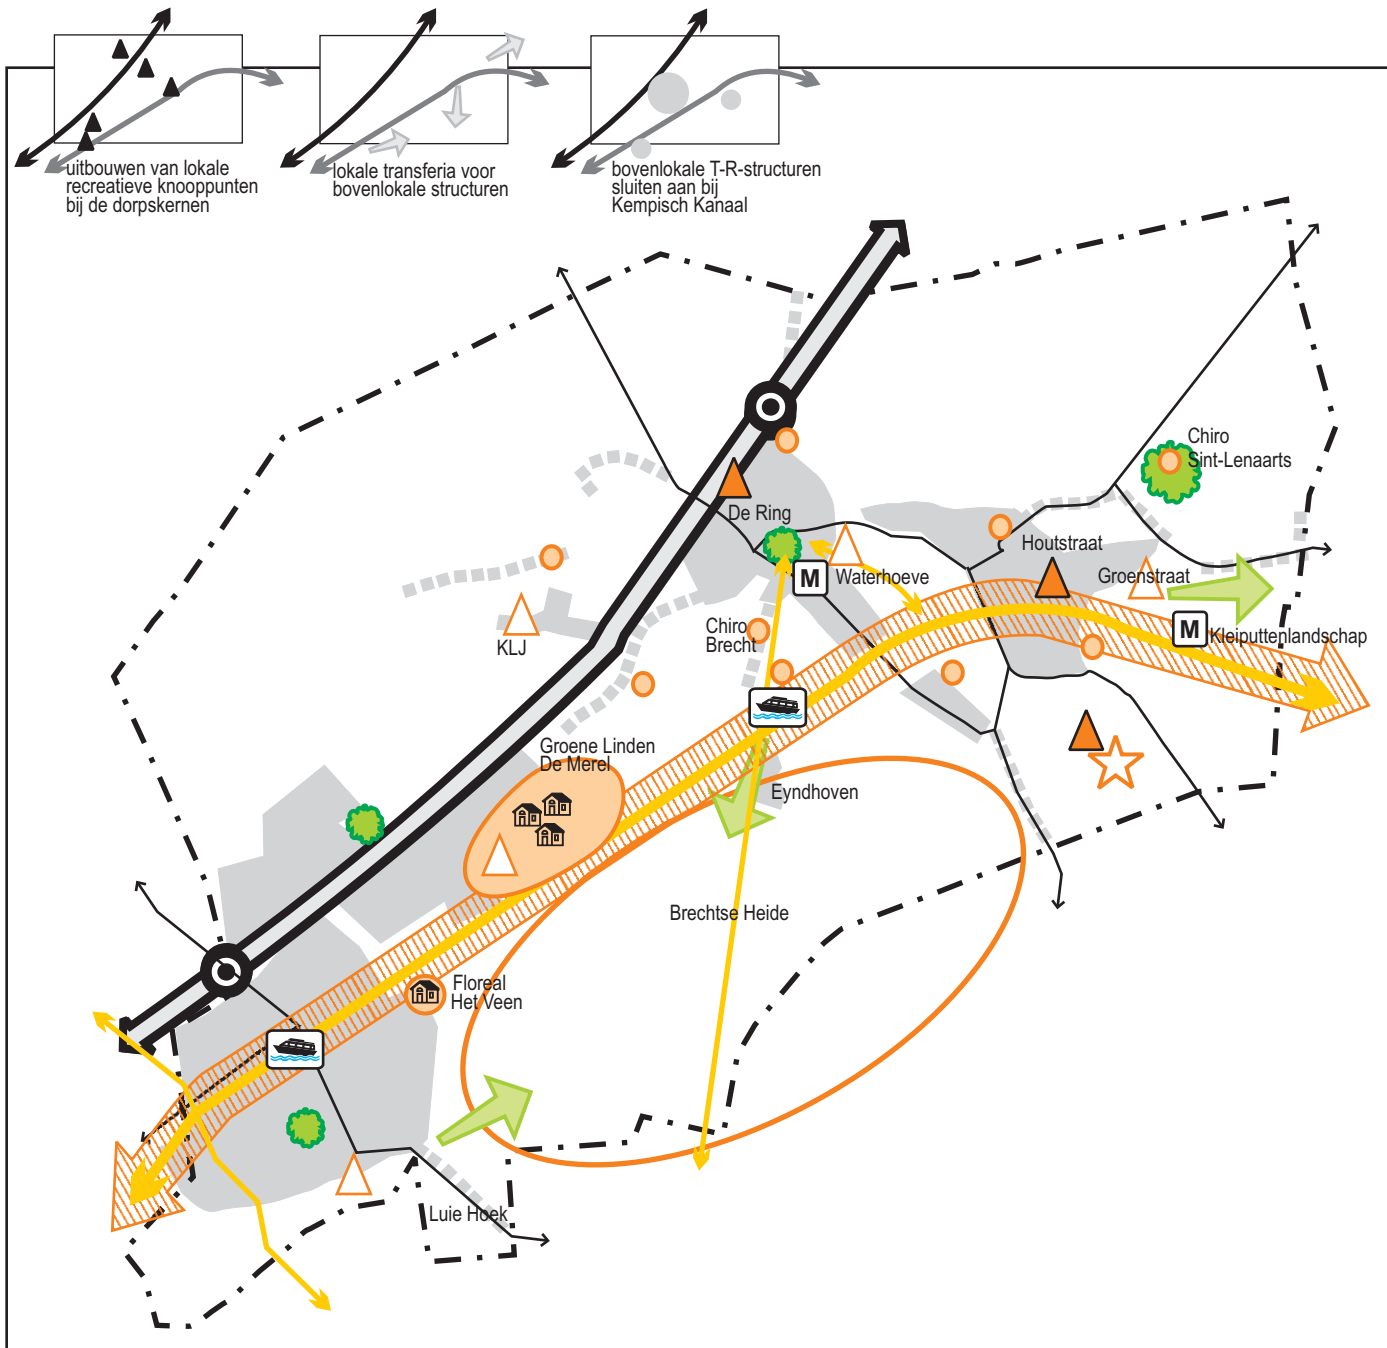 uitbouwen van lokale
recreatieve knooppunten
bij de dorpskernen
lokale transferia voor
bovenlokale structuren
bovenlokale T-R-structuren
sluiten aan bij
Kempisch Kanaal
Chiro
Sint-Lenaarts
De Ring
Houtstraat
M
Waterhoeve
Groenstraat
Chiro
Brecht
M
Kleiputtenlandschap
KLJ
Groene Linden
De Merel
Eyndhoven
Brechtse Heide
Floreal
Het Veen
Luie Hoek